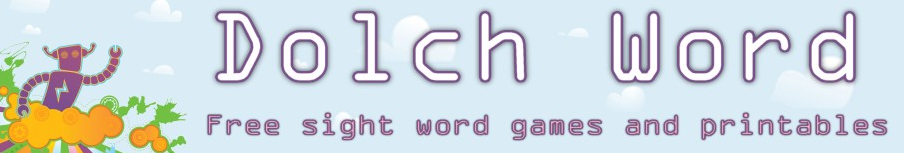 Dolch Word
Free sight word games and printables